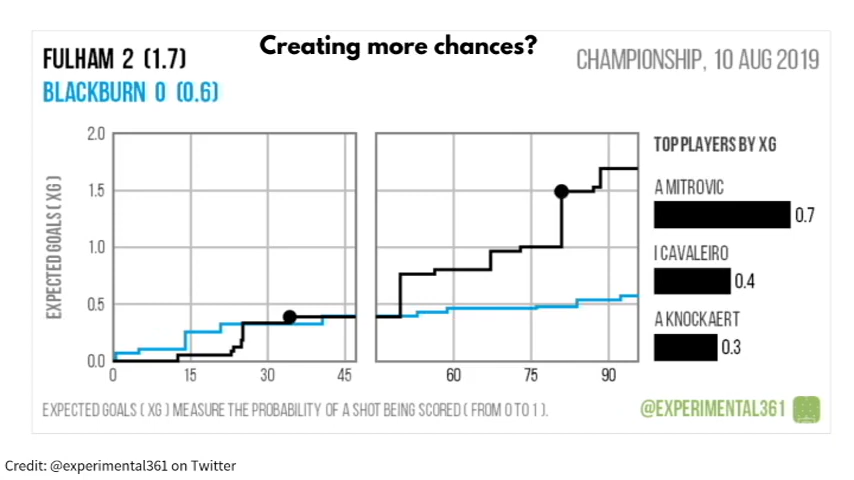 Creating more chances?
FULHAM 2 (1.7)
BLACKBURN 0 (0.6)
CHAMPIONSHIP, 10 AUG 2019
EXPECTED GOALS ( XG )
2.0
1.5
1.0
0.5
0.0
0 15 30 45 60 75 90
TOP PLAYERS BY XG
A MITROVIC
0.7
I CAVALEIRO
0.4
A KNOCKAERT
0.3
EXPECTED GOALS ( XG ) MEASURE THE PROBABILITY OF A SHOT BEING SCORED ( FROM 0 TO 1 ).
@EXPERIMENTAL361
Credit: @experimental361 on Twitter